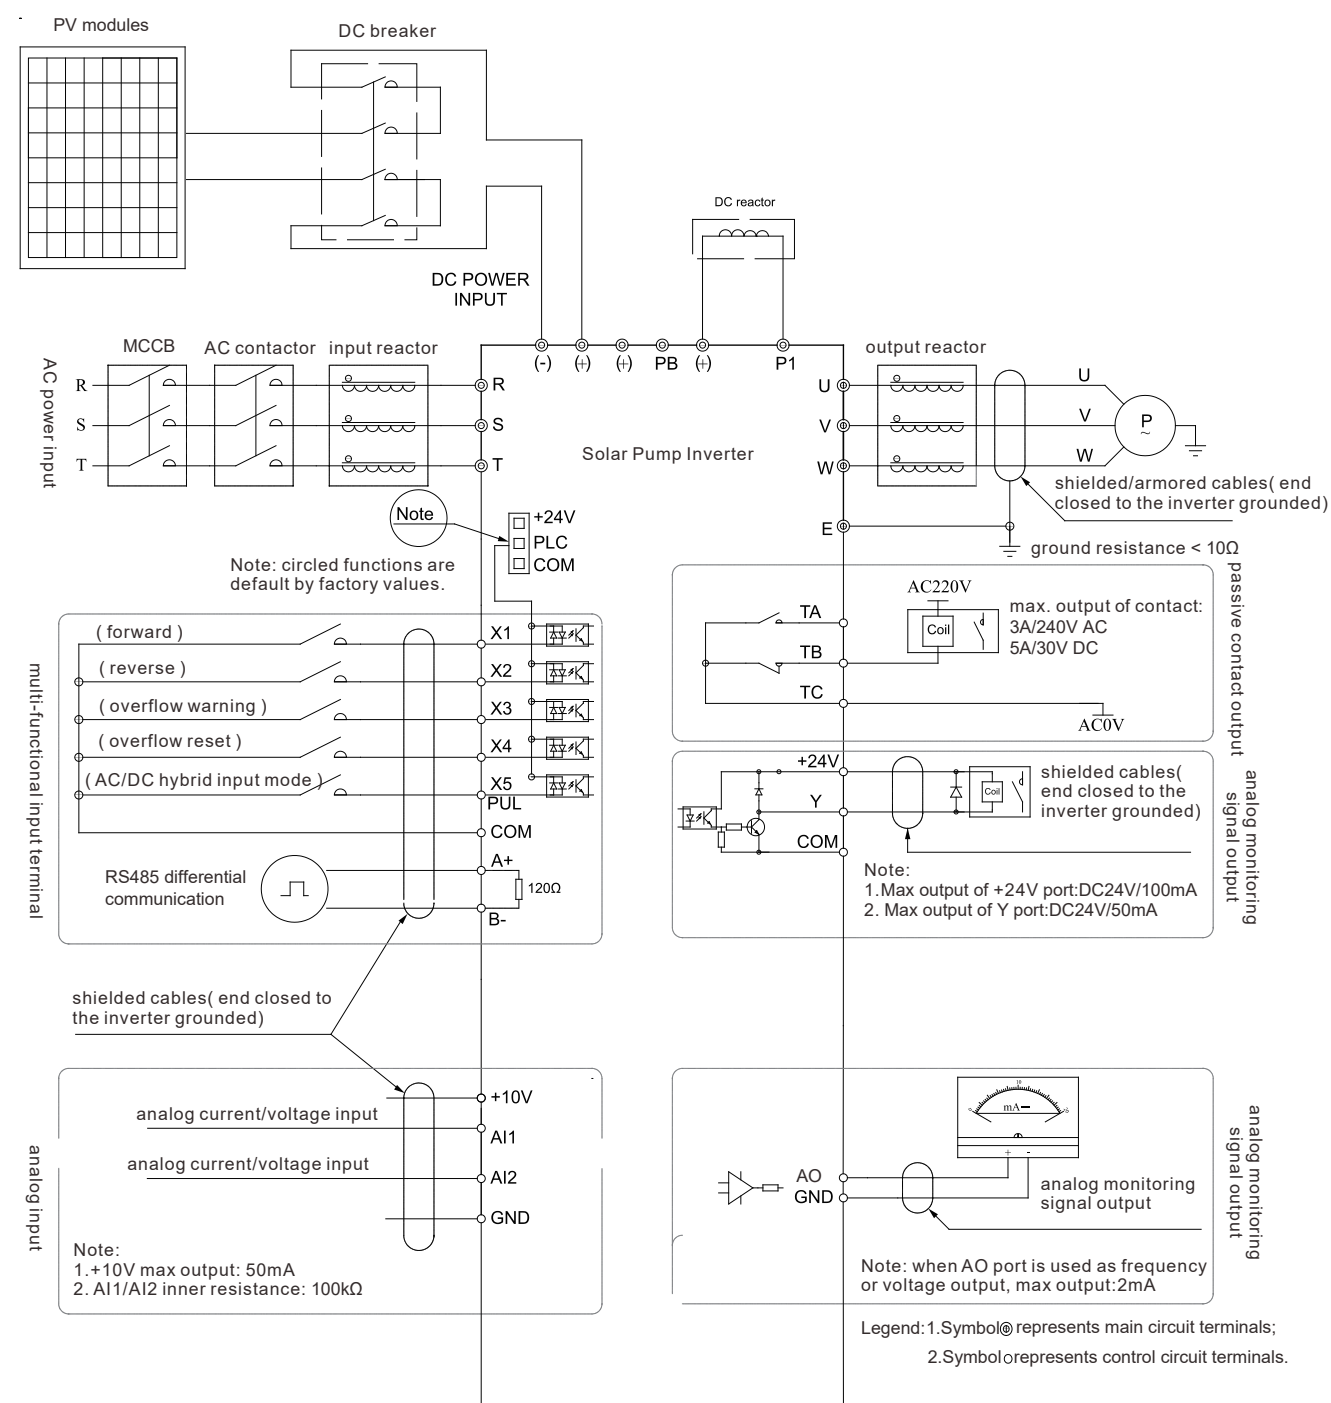 PV modules
DC breaker
DC reactor
DC POWER
INPUT
MCCB
AC contactor
input reactor
(-)
(+)
(+)
PB
(+)
P1
output reactor
AC power input
R
S
T
R
S
T
Solar Pump Inverter
U
V
W
E
U
V
W
P
~
shielded/armored cables( end
closed to the inverter grounded)
ground resistance < 10Ω
Note
+24V
PLC
COM
Note: circled functions are
default by factory values.
multi-functional input terminal
( forward )
( reverse )
( overflow warning )
( overflow reset )
( AC/DC hybrid input mode )
X1
X2
X3
X4
X5
PUL
COM
A+
B-
120Ω
RS485 differential
communication
shielded cables( end closed to
the inverter grounded)
passive contact output
TA
TB
TC
AC220V
Coil
max. output of contact:
3A/240V AC
5A/30V DC
AC0V
analog monitoring
signal output
+24V
Y
COM
Coil
shielded cables(
end closed to the
inverter grounded)
Note:
1.Max output of +24V port:DC24V/100mA
2. Max output of Y port:DC24V/50mA
analog input
+10V
analog current/voltage input
AI1
analog current/voltage input
AI2
GND
Note:
1.+10V max output: 50mA
2. AI1/AI2 inner resistance: 100kΩ
analog monitoring
signal output
10
mA
+ -
AO
GND
analog monitoring
signal output
Note: when AO port is used as frequency
or voltage output, max output:2mA
Legend:1.Symbol represents main circuit terminals;
2.Symbol represents control circuit terminals.